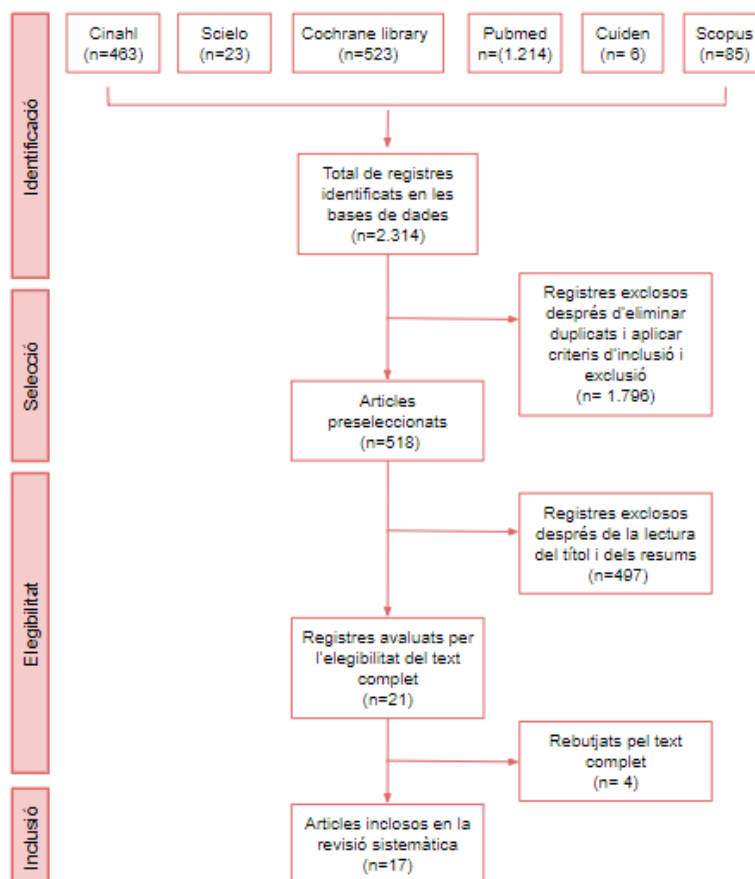 Cinahl
(n=463)
Scielo
(n=23)
Cochrane library
(n=523)
Pubmed
n=(1.214)
Cuiden
(n= 6)
Scopus
(n=85)
Identificació
Total de registres
identificats en les
bases de dades
(n=2.314)
Selecció
Registres exclosos
després d'eliminar
duplicats i aplicar
criteris d'inclusió i
exclusió
(n= 1.796)
Articles
preseleccionats
(n=518)
Elegibilitat
Registres exclosos
després de la lectura
del títol i dels resums
(n=497)
Registres avaluats per
l'elegibilitat del text
complet
(n=21)
Rebutjats pel text
complet
(n= 4)
Inclusió
Articles inclosos en la
revisió sistemàtica
(n=17)